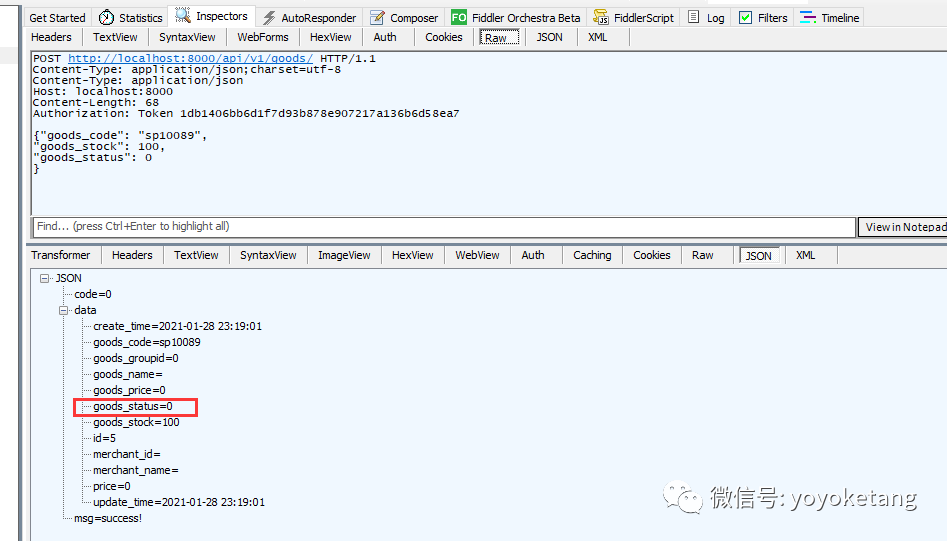 Get Started Statistics Inspectors AutoResponder Composer FO Fiddler Orchestra Beta FiddlerScript Log Filters Timeline
Headers TextView SyntaxView WebForms HexView Auth Cookies Raw JSON XML
POST http://localhost:8000/api/v1/goods/ HTTP/1.1
Content-Type: application/json;charset=utf-8
Content-Type: application/json
Host: localhost:8000
Content-Length: 68
Authorization: Token 1db1406bb6d1f7d93b878e907217a136b6d58ea7
{"goods_code": "sp10089",
"goods_stock": 100,
"goods_status": 0
}
Find... (press Ctrl+Enter to highlight all) View in Notepad
Transformer Headers TextView SyntaxView ImageView HexView WebView Auth Caching Cookies Raw JSON XML
JSON
code=0
data
create_time=2021-01-28 23:19:01
goods_code=sp10089
goods_groupid=0
goods_name=
goods_price=0
goods_status=0
goods_stock=100
id=5
merchant_id=
merchant_name=
price=0
update_time=2021-01-28 23:19:01
msg=success!
微信号: yoyoketang